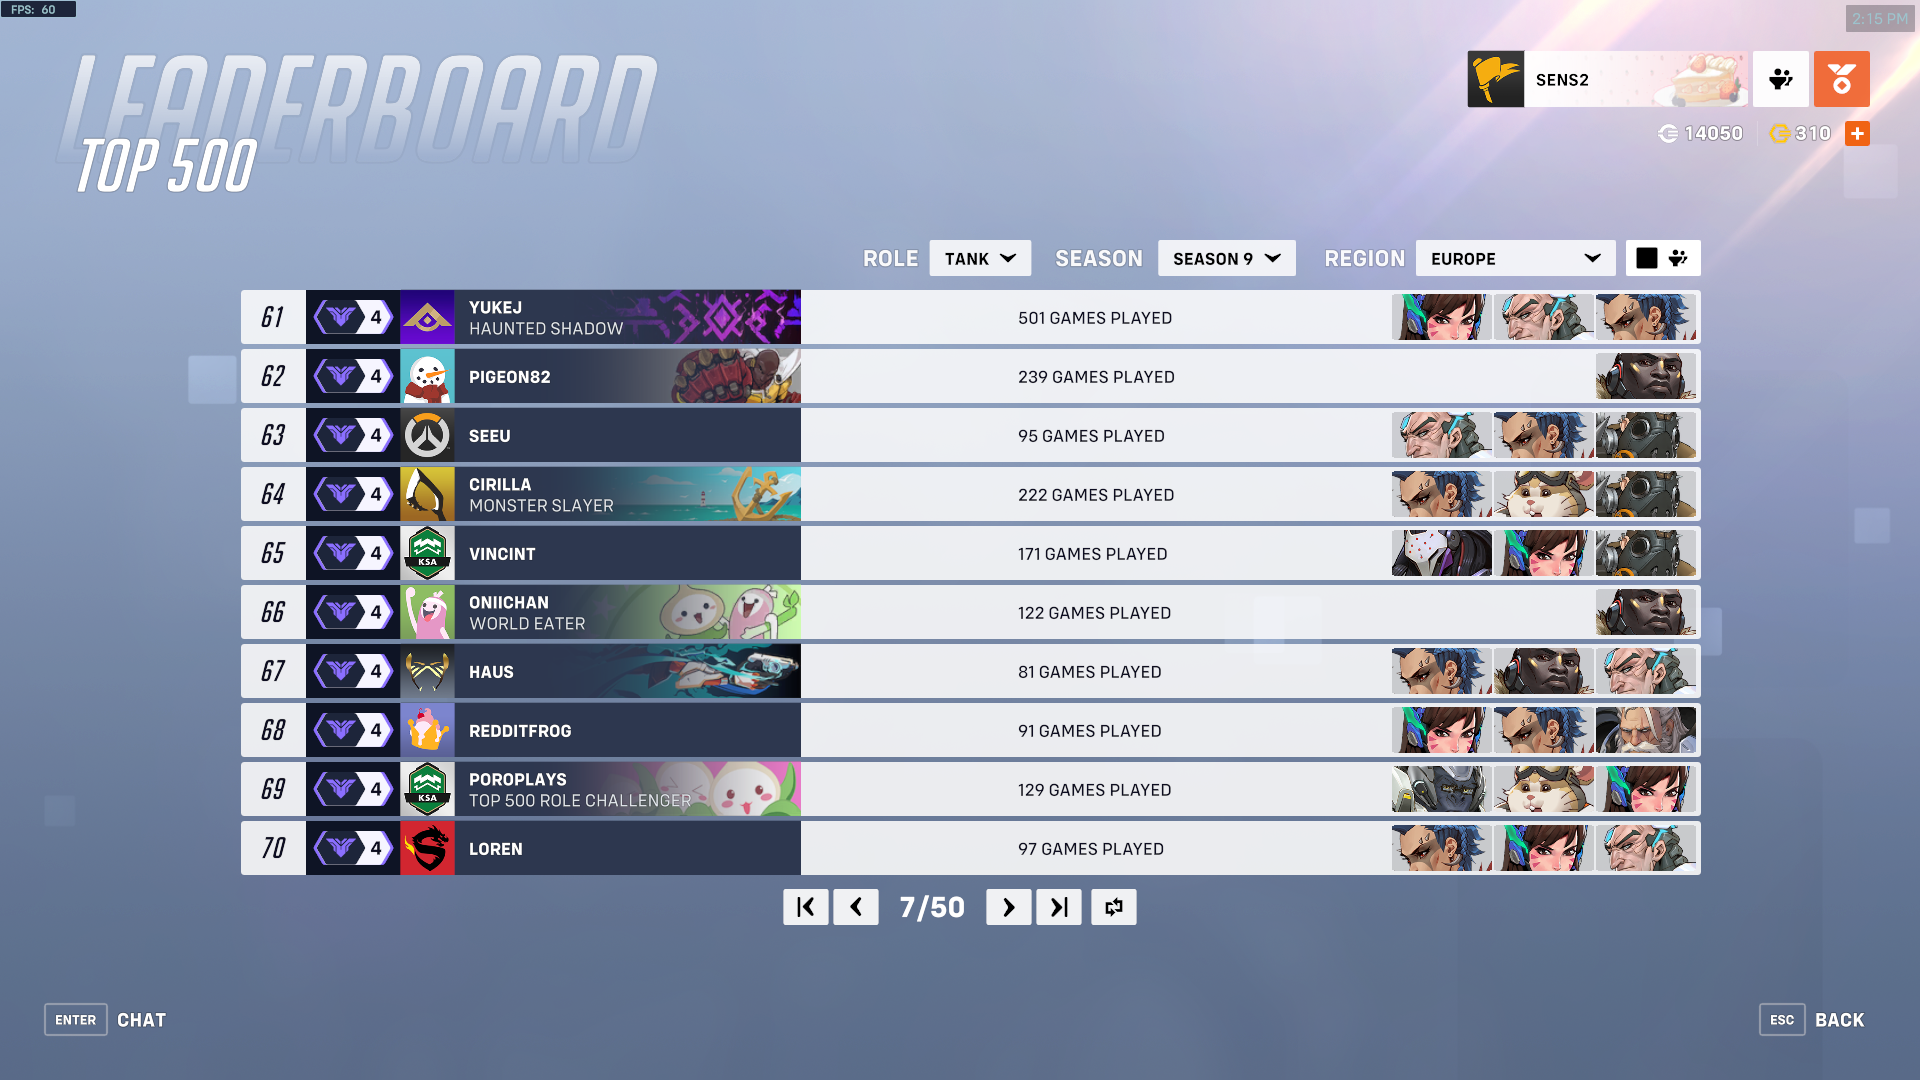 FPS: 60
2:15 PM
LEADERBOARD
TOP 500
SENS2
14050
310
ROLE TANK SEASON SEASON 9 REGION EUROPE
61 4 YUKEJ HAUNTED SHADOW 501 GAMES PLAYED
62 4 PIGEON82 239 GAMES PLAYED
63 4 SEEU 95 GAMES PLAYED
64 4 CIRILLA MONSTER SLAYER 222 GAMES PLAYED
65 4 KSA VINCINT 171 GAMES PLAYED
66 4 ONIICHAN WORLD EATER 122 GAMES PLAYED
67 4 HAUS 81 GAMES PLAYED
68 4 REDDITFROG 91 GAMES PLAYED
69 4 KSA POROPLAYS TOP 500 ROLE CHALLENGER 129 GAMES PLAYED
70 4 LOREN 97 GAMES PLAYED
7/50
ENTER CHAT
ESC BACK